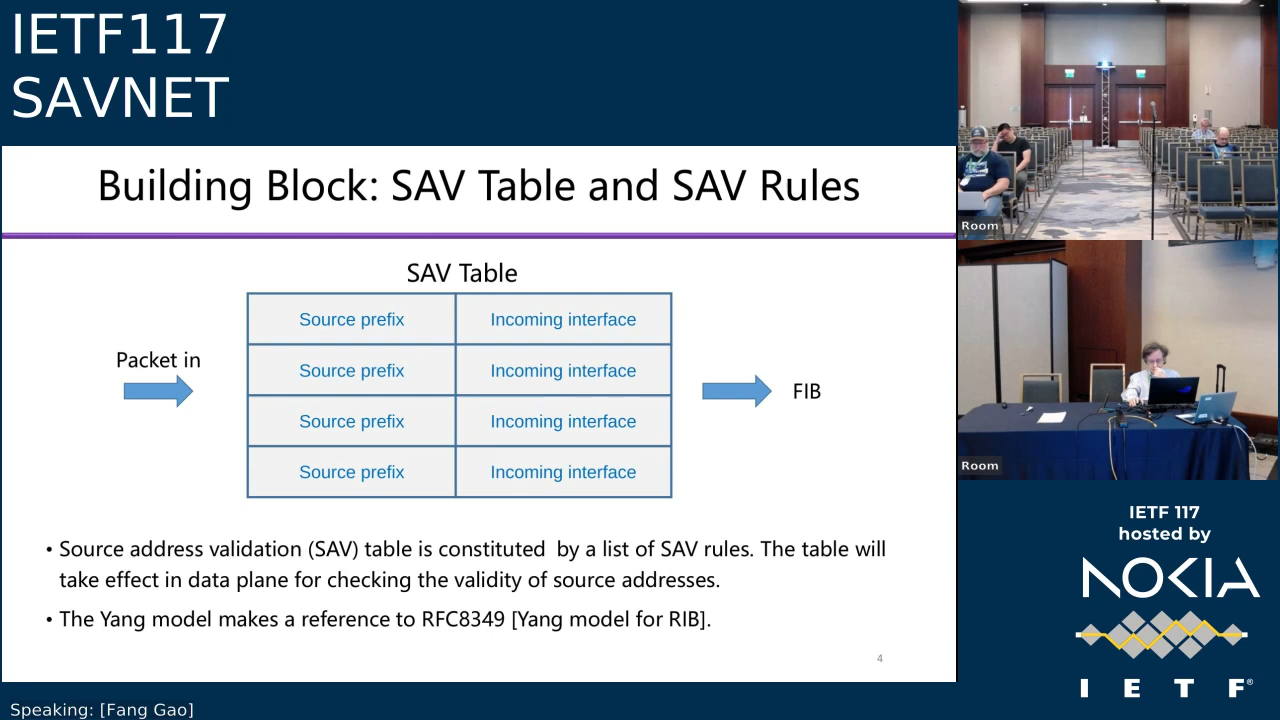 IETF117
SAVNET
Building Block: SAV Table and SAV Rules
SAV Table
Source prefix Incoming interface
Packet in
Source prefix Incoming interface
Source prefix Incoming interface
Source prefix Incoming interface
FIB
• Source address validation (SAV) table is constituted  by a list of SAV rules. The table will
take effect in data plane for checking the validity of source addresses.
• The Yang model makes a reference to RFC8349 [Yang model for RIB].
4
Speaking: [Fang Gao]
Room
Room
IETF 117
hosted by
NOKIA
I E T F®